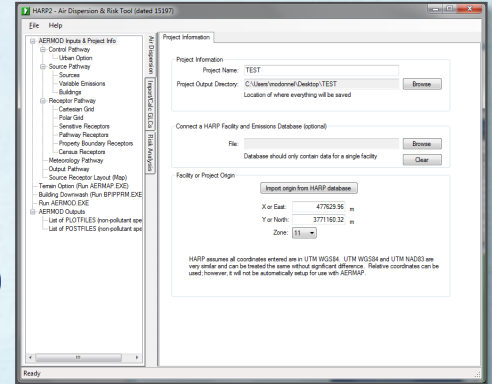 HARP2 - Air Dispersion & Risk Tool (dated 15197)
File Help
AERMOD Inputs & Project Info
Control Pathway
Urban Option
Source Pathway
Sources
Variable Emissions
Buildings
Receptor Pathway
Cartesian Grid
Polar Grid
Sensitive Receptors
Pathway Receptors
Property Boundary Receptors
Census Receptors
Meteorology Pathway
Output Pathway
Source Receptor Layout (Map)
Terrain Option (Run AERMAP.EXE)
Building Downwash (Run BPIPPRM.EXE)
Run AERMOD.EXE
AERMOD Outputs
List of PLOTFILES (non-pollutant spe
List of POSTFILES (non-pollutant spe
Air Dispersion
Import/Calc GLCs
Risk Analysis
Project Information
Project Information
Project Name: TEST
Project Output Directory: C:\Users\rmodonnel\Desktop\TEST Browse
Location of where everything will be saved
Connect a HARP Facility and Emissions Database (optional)
File: Browse
Database should only contain data for a single facility Clear
Facility or Project Origin
Import origin from HARP database
X or East: 477629.96 m
Y or North: 3771160.32 m
Zone: 11
HARP assumes all coordinates entered are in UTM WGS84. UTM WGS84 and UTM NAD83 are
very similar and can be treated the same without significant difference. Relative coordinates can be
used; however, it will not be automatically setup for use with AERMAP.
Ready